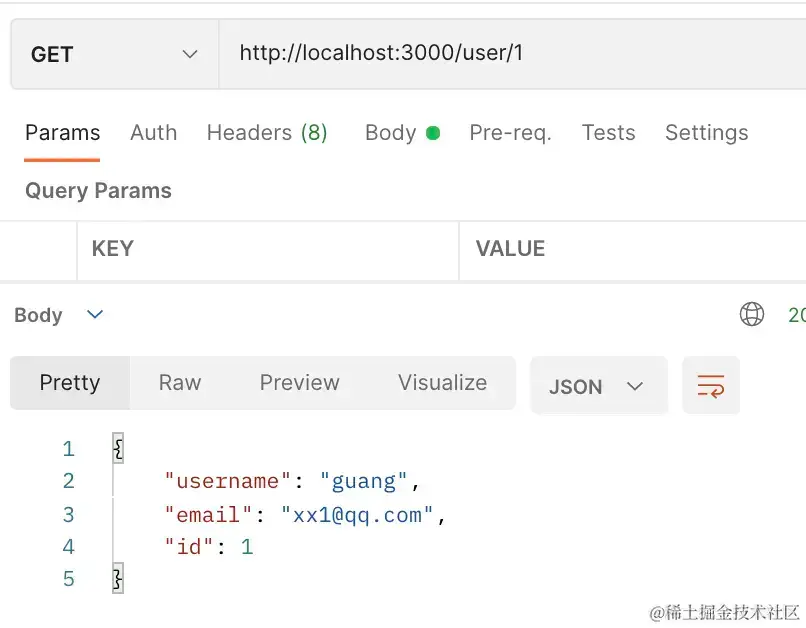 GET http://localhost:3000/user/1
Params Auth Headers (8) Body Pre-req. Tests Settings
Query Params
KEY VALUE
Body 20
Pretty Raw Preview Visualize JSON
1 {
2 "username": "guang",
3 "email": "xx1@qq.com",
4 "id": 1
5 }
@稀土掘金技术社区